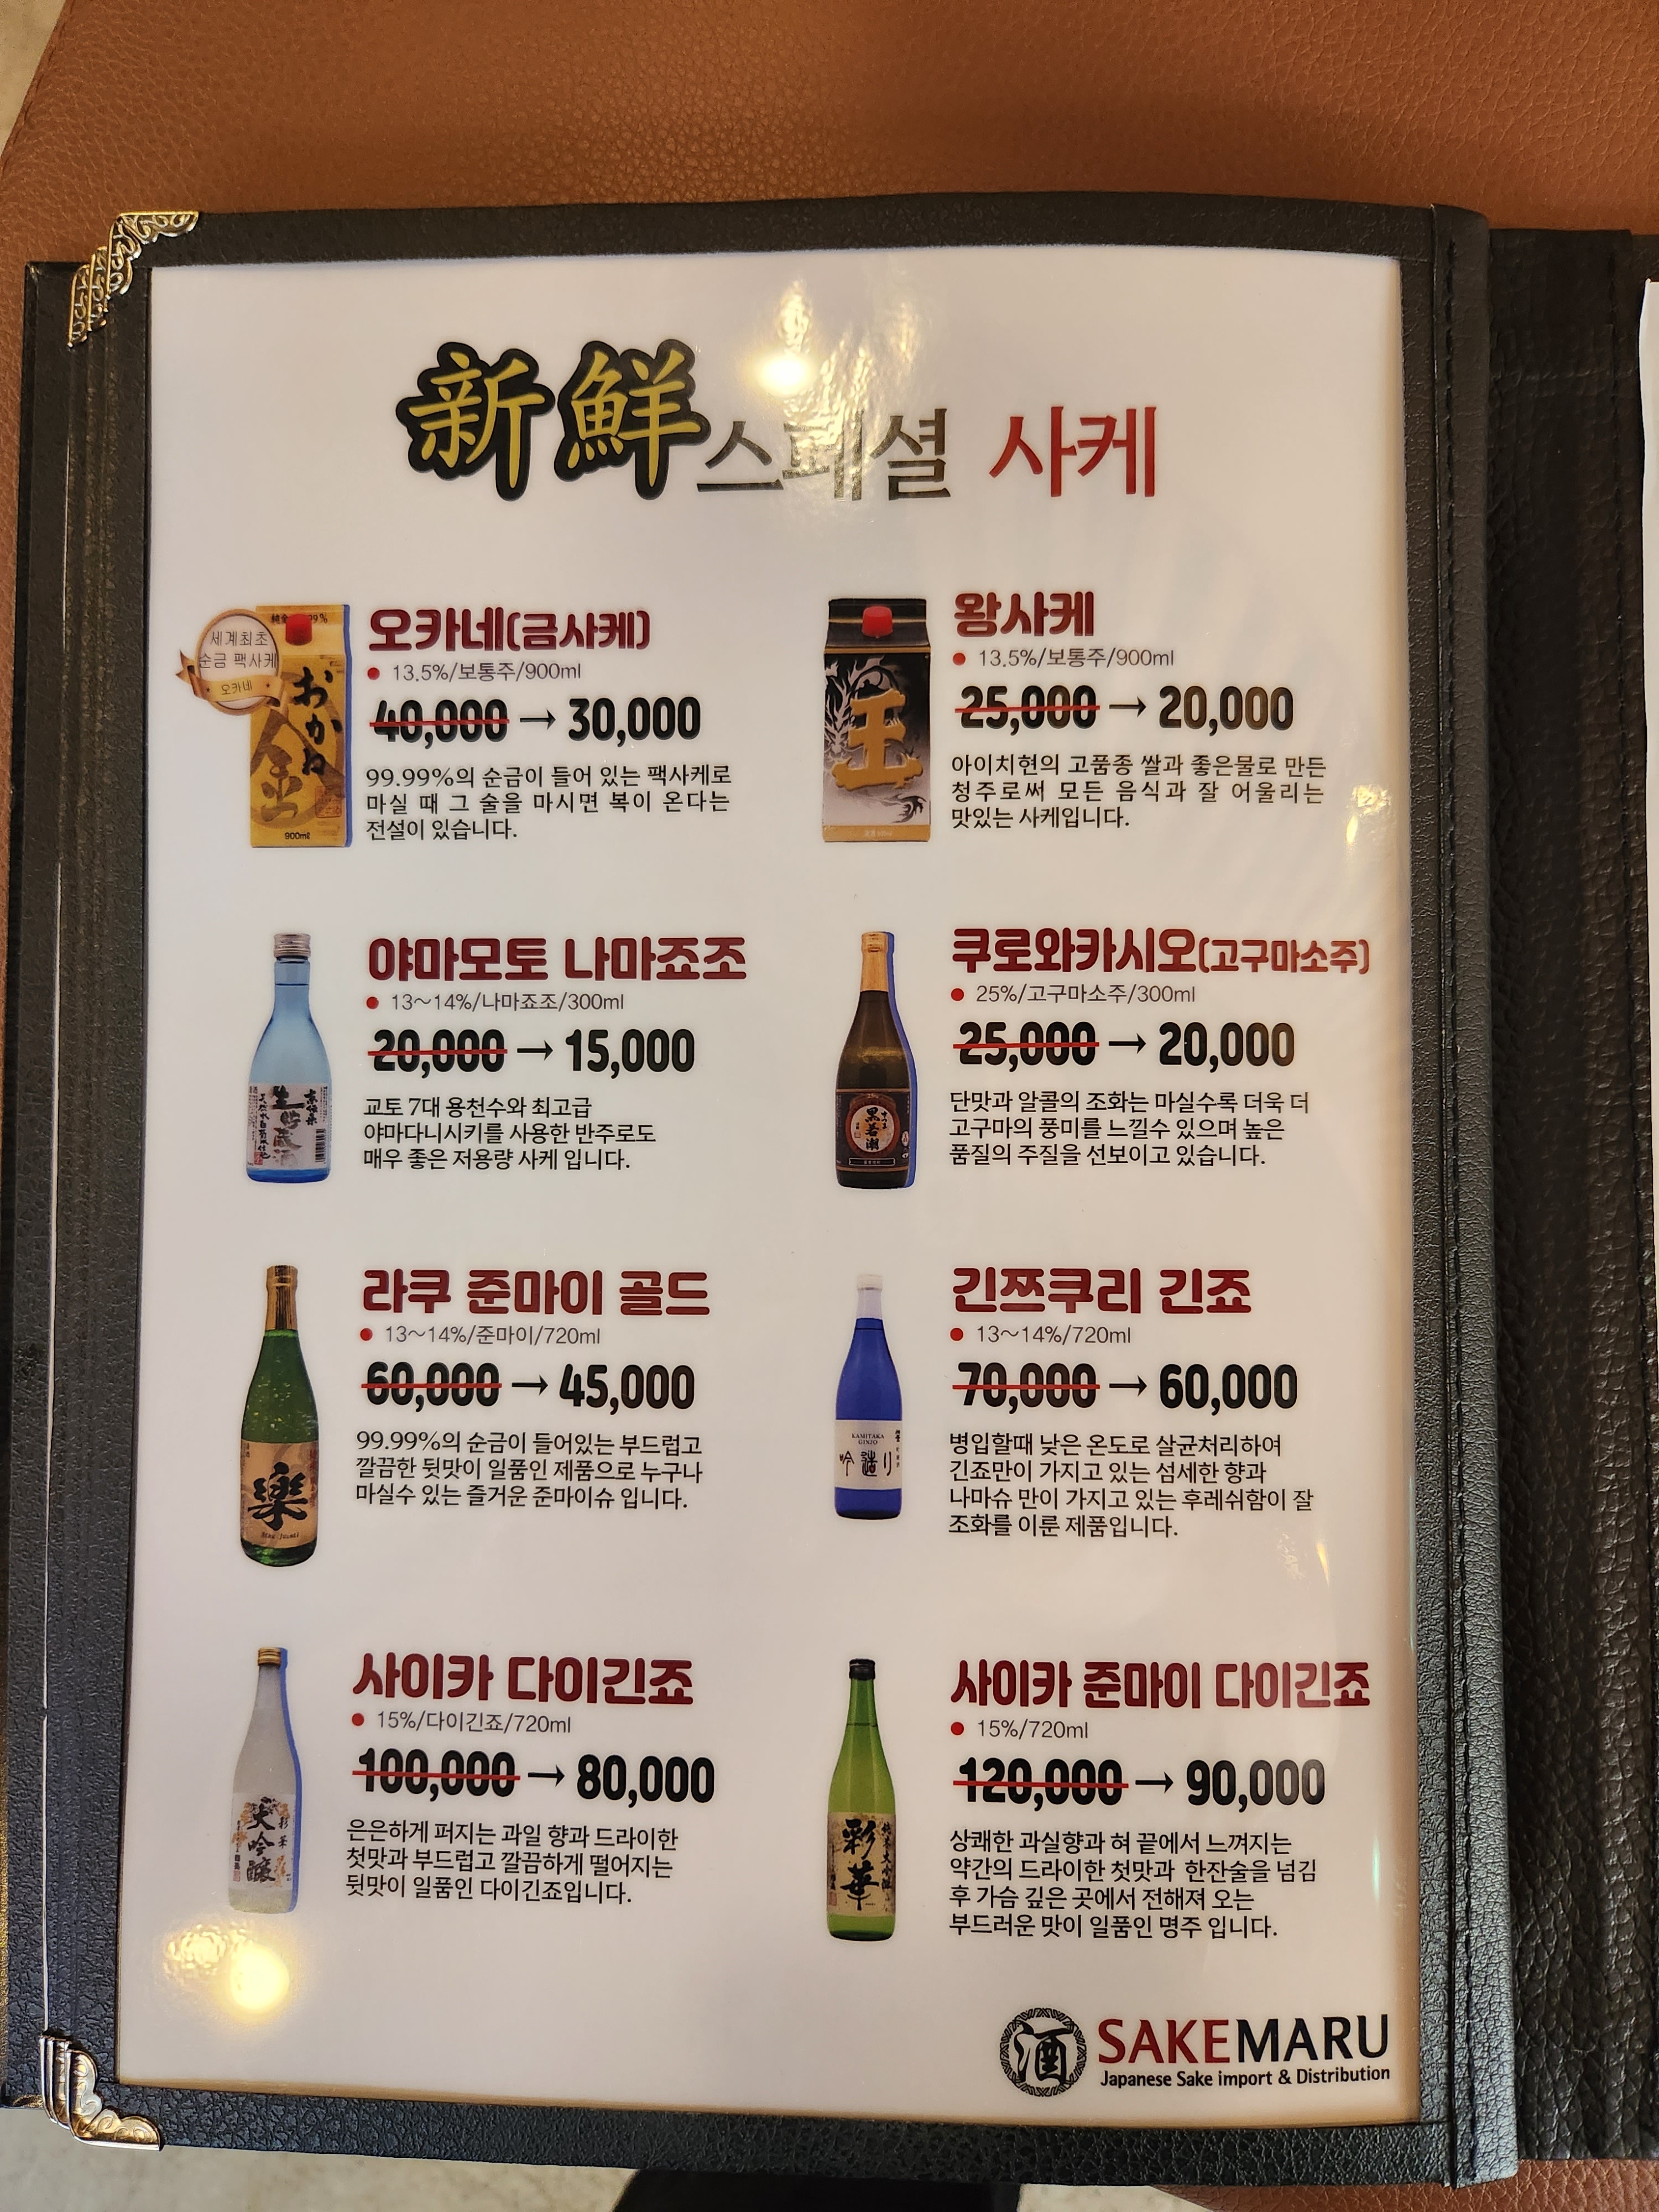 新鮮스페셜 사케
純金
99%
세계최초
순금 팩사케
오카네
おかね
金
900ml
오카네(금사케)
13.5%/보통주/900ml
40,000 → 30,000
99.99%의 순금이 들어 있는 팩사케로
마실 때 그 술을 마시면 복이 온다는
전설이 있습니다.
王
왕사케
13.5%/보통주/900ml
25,000 → 20,000
아이치현의 고품종 쌀과 좋은물로 만든
청주로써 모든 음식과 잘 어울리는
맛있는 사케입니다.
生貯蔵酒
야마모토 나마죠조
13~14%/나마죠조/300ml
20,000 → 15,000
교토 7대 용천수와 최고급
야마다니시키를 사용한 반주로도
매우 좋은 저용량 사케 입니다.
黒若潮
쿠로와카시오(고구마소주)
25%/고구마소주/300ml
25,000 → 20,000
단맛과 알콜의 조화는 마실수록 더욱 더
고구마의 풍미를 느낄수 있으며 높은
품질의 주질을 선보이고 있습니다.
楽
라쿠 준마이 골드
13~14%/준마이/720ml
60,000 → 45,000
99.99%의 순금이 들어있는 부드럽고
깔끔한 뒷맛이 일품인 제품으로 누구나
마실수 있는 즐거운 준마이슈 입니다.
KAMITAKA
GINJO
吟造り
긴쯔쿠리 긴죠
13~14%/720ml
70,000 → 60,000
병입할때 낮은 온도로 살균처리하여
긴죠만이 가지고 있는 섬세한 향과
나마슈 만이 가지고 있는 후레쉬함이 잘
조화를 이룬 제품입니다.
彩華
大吟醸
사이카 다이긴죠
15%/다이긴죠/720ml
100,000 → 80,000
은은하게 퍼지는 과일 향과 드라이한
첫맛과 부드럽고 깔끔하게 떨어지는
뒷맛이 일품인 다이긴죠입니다.
純米大吟醸
彩華
사이카 준마이 다이긴죠
15%/720ml
120,000 → 90,000
상쾌한 과실향과 혀 끝에서 느껴지는
약간의 드라이한 첫맛과 한잔술을 넘김
후 가슴 깊은 곳에서 전해져 오는
부드러운 맛이 일품인 명주 입니다.
酒
SAKEMARU
Japanese Sake import & Distribution